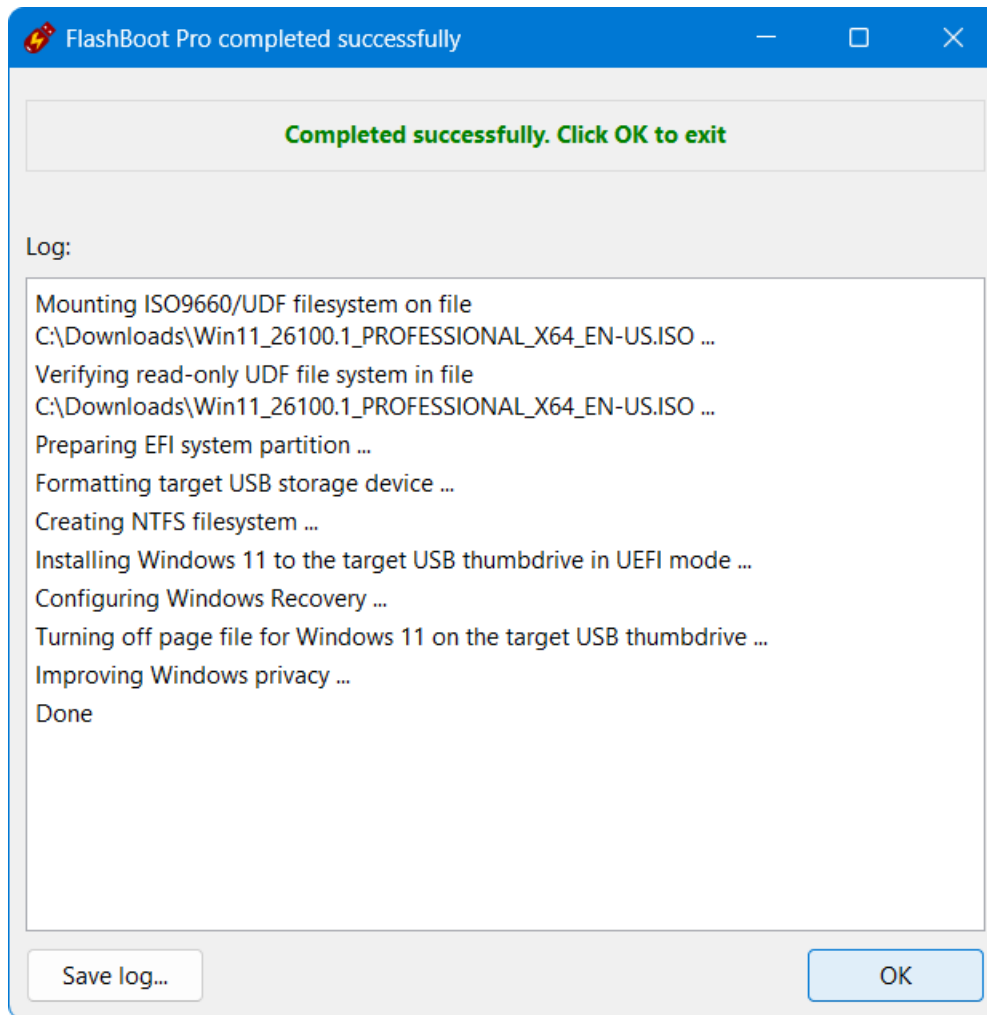 FlashBoot Pro completed successfully
Completed successfully. Click OK to exit
Log:
Mounting ISO9660/UDF filesystem on file
C:\Downloads\Win11_26100.1_PROFESSIONAL_X64_EN-US.ISO ...
Verifying read-only UDF file system in file
C:\Downloads\Win11_26100.1_PROFESSIONAL_X64_EN-US.ISO ...
Preparing EFI system partition ...
Formatting target USB storage device ...
Creating NTFS filesystem ...
Installing Windows 11 to the target USB thumbdrive in UEFI mode ...
Configuring Windows Recovery ...
Turning off page file for Windows 11 on the target USB thumbdrive ...
Improving Windows privacy ...
Done
Save log...
OK